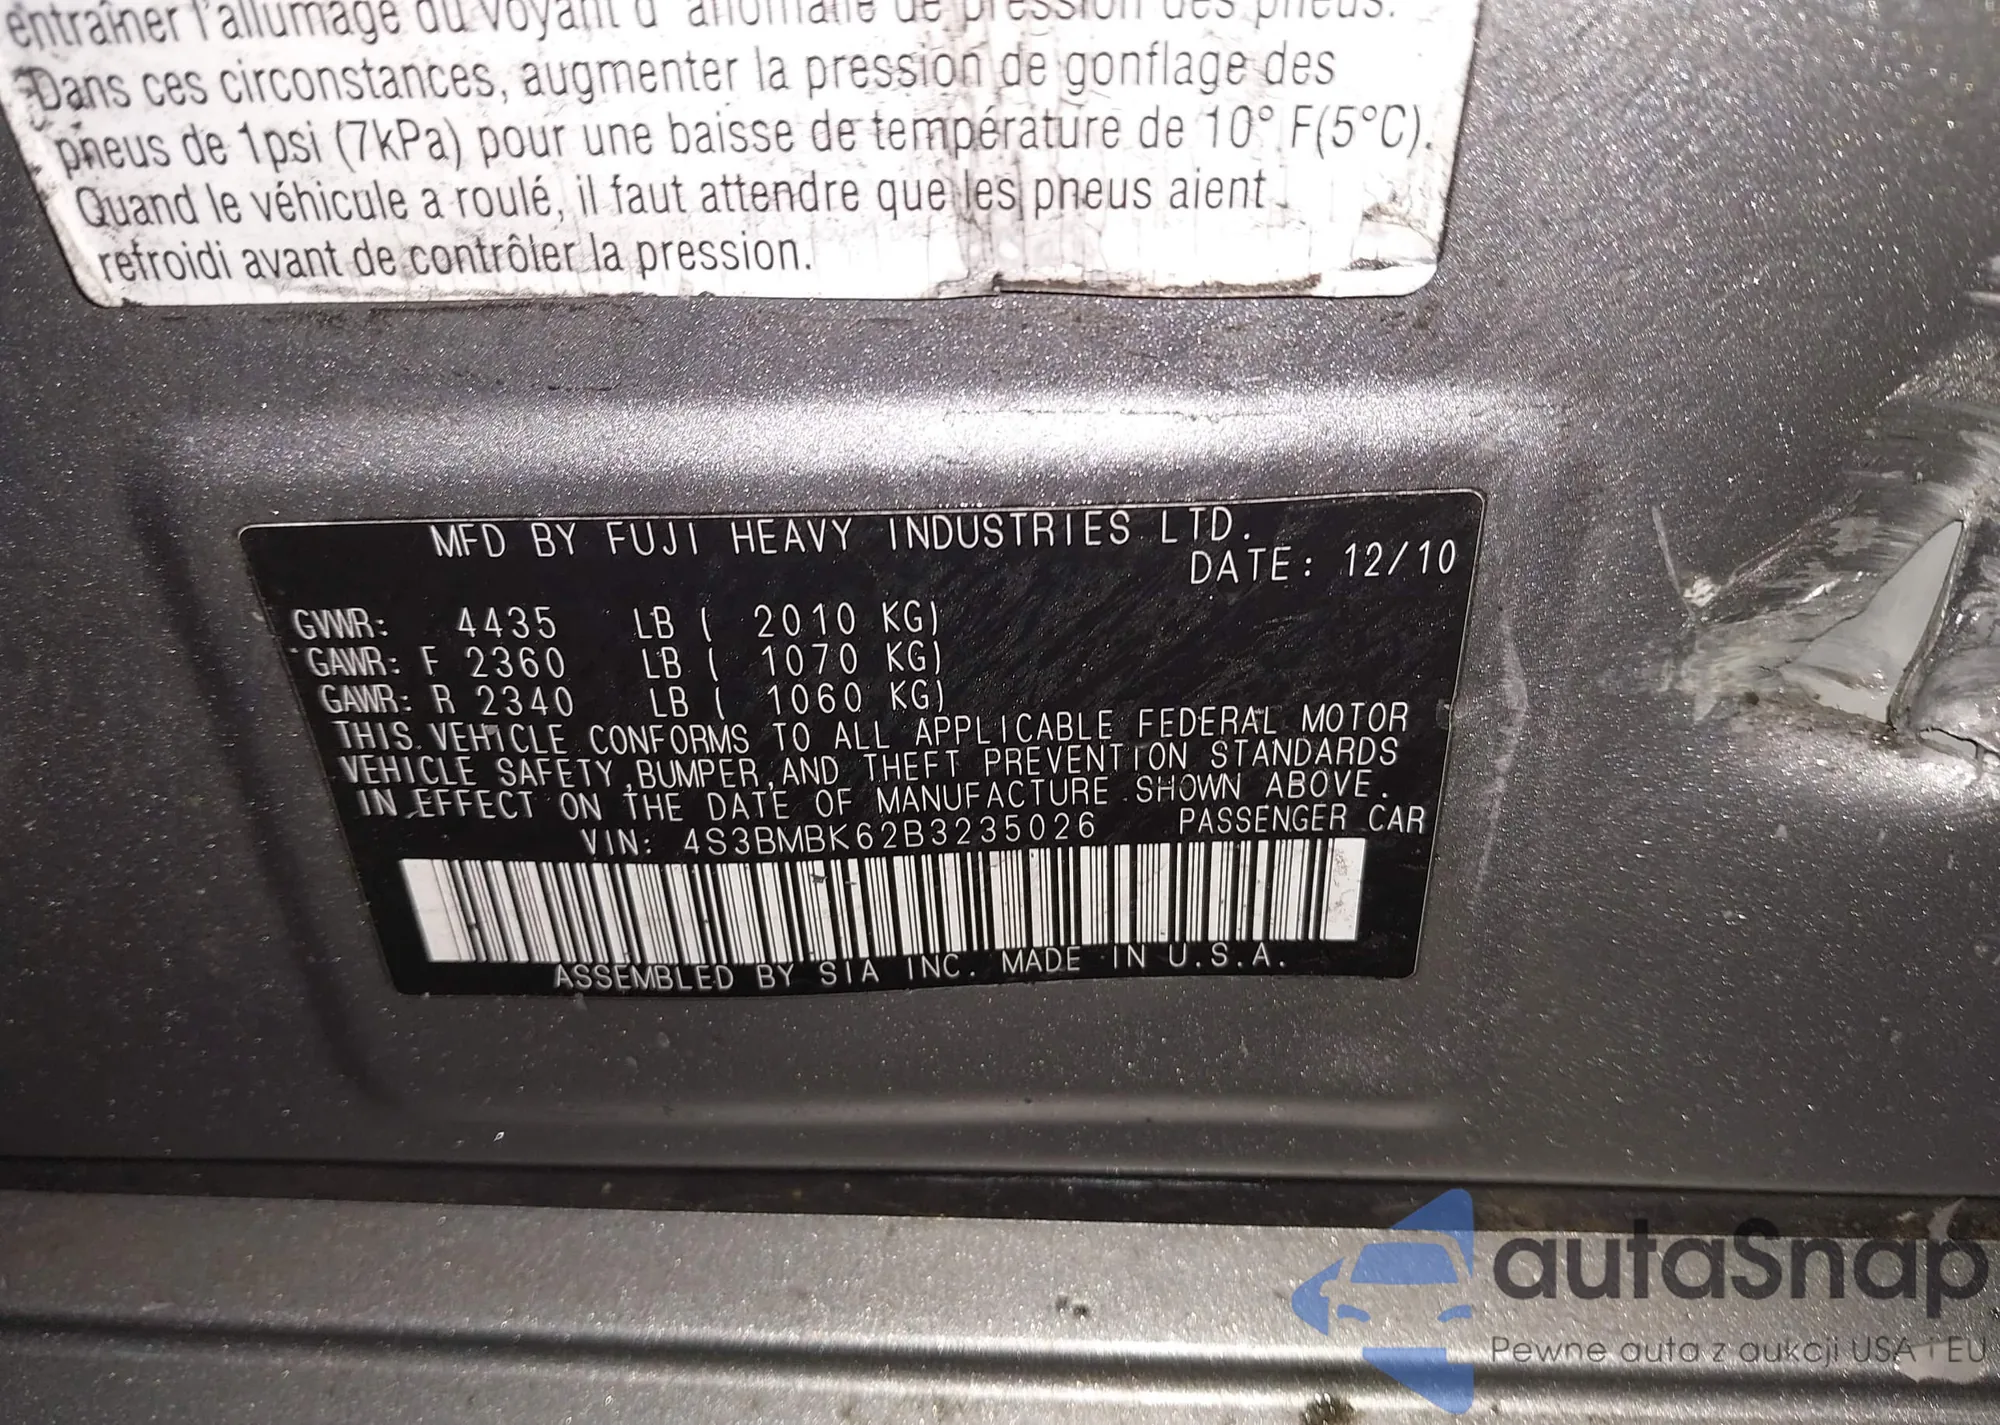 entraîner l'allumage du voyant d'anomalie de pression des pneus.
Dans ces circonstances, augmenter la pression de gonflage des
pneus de 1psi (7kPa) pour une baisse de température de 10° F(5°C).
Quand le véhicule a roulé, il faut attendre que les pneus aient
refroidi avant de contrôler la pression.
MFD BY FUJI HEAVY INDUSTRIES LTD.
DATE: 12/10
GVWR: 4435 LB ( 2010 KG)
GAWR: F 2360 LB ( 1070 KG)
GAWR: R 2340 LB ( 1060 KG)
THIS VEHICLE CONFORMS TO ALL APPLICABLE FEDERAL MOTOR
VEHICLE SAFETY,BUMPER,AND THEFT PREVENTION STANDARDS
IN EFFECT ON THE DATE OF MANUFACTURE SHOWN ABOVE.
VIN: 4S3BMBK62B3235026 PASSENGER CAR
ASSEMBLED BY SIA INC. MADE IN U.S.A.
autaSnap
Pewne auta z aukcji USA i EU